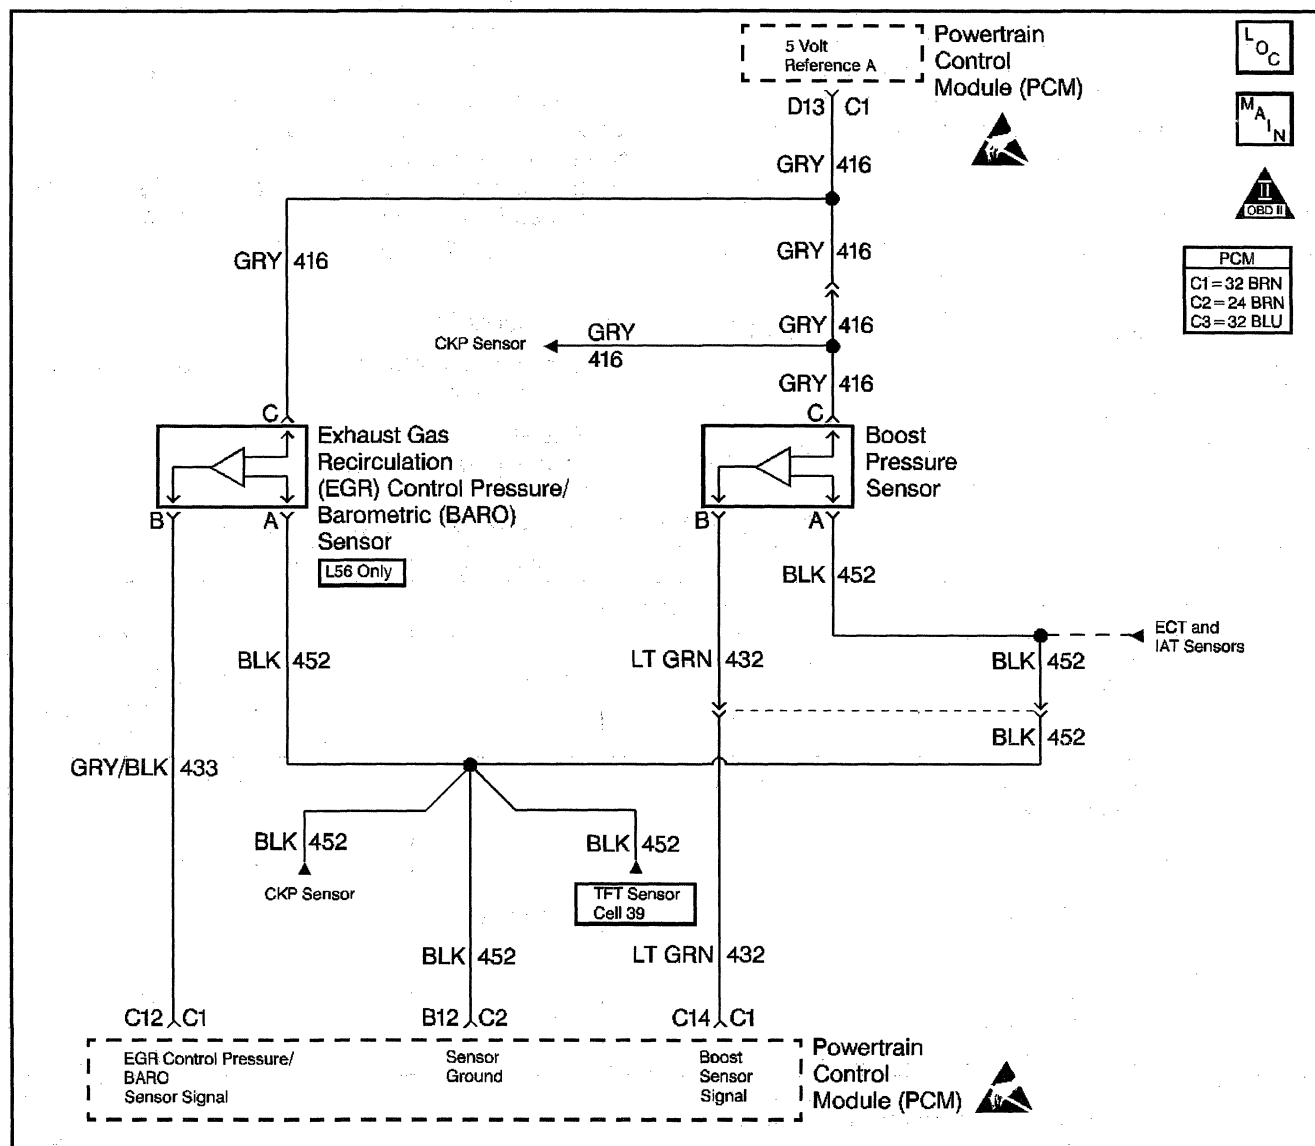 5 Volt
Reference A
Powertrain
Control
Module (PCM)
LOC
MAIN
II
OBD II
D13 C1
GRY 416
GRY 416
GRY 416
PCM
C1=32 BRN
C2=24 BRN
C3=32 BLU
CKP Sensor
GRY
416
GRY 416
GRY 416
C
Exhaust Gas
Recirculation
(EGR) Control Pressure/
Barometric (BARO)
Sensor
L56 Only
B A
C
Boost
Pressure
Sensor
B A
BLK 452
ECT and
IAT Sensors
BLK 452
LT GRN 432
BLK 452
BLK 452
GRY/BLK 433
BLK 452
CKP Sensor
BLK 452
TFT Sensor
Cell 39
BLK 452
LT GRN 432
C12 C1
B12 C2
C14 C1
EGR Control Pressure/
BARO
Sensor Signal
Sensor
Ground
Boost
Sensor
Signal
Powertrain
Control
Module (PCM)